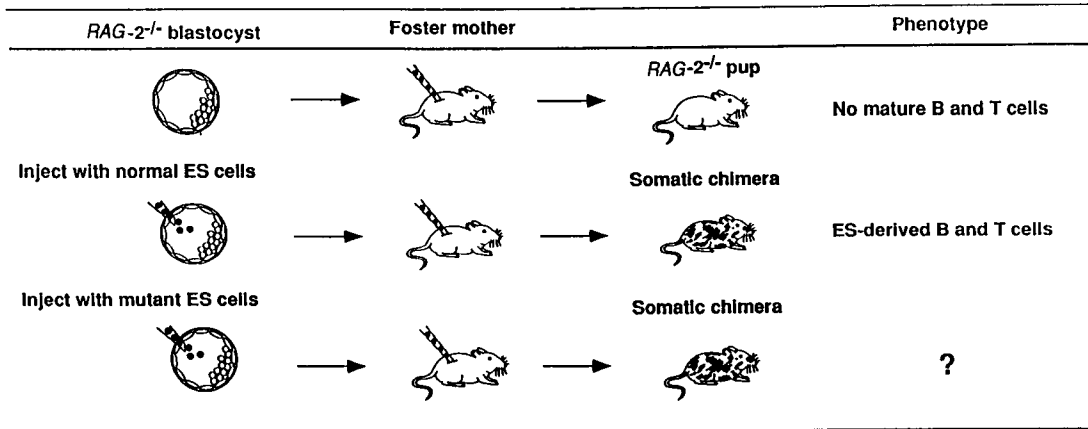 RAG-2-/- blastocyst Foster mother Phenotype
RAG-2-/- pup
No mature B and T cells
Inject with normal ES cells
Somatic chimera
ES-derived B and T cells
Inject with mutant ES cells
Somatic chimera
?